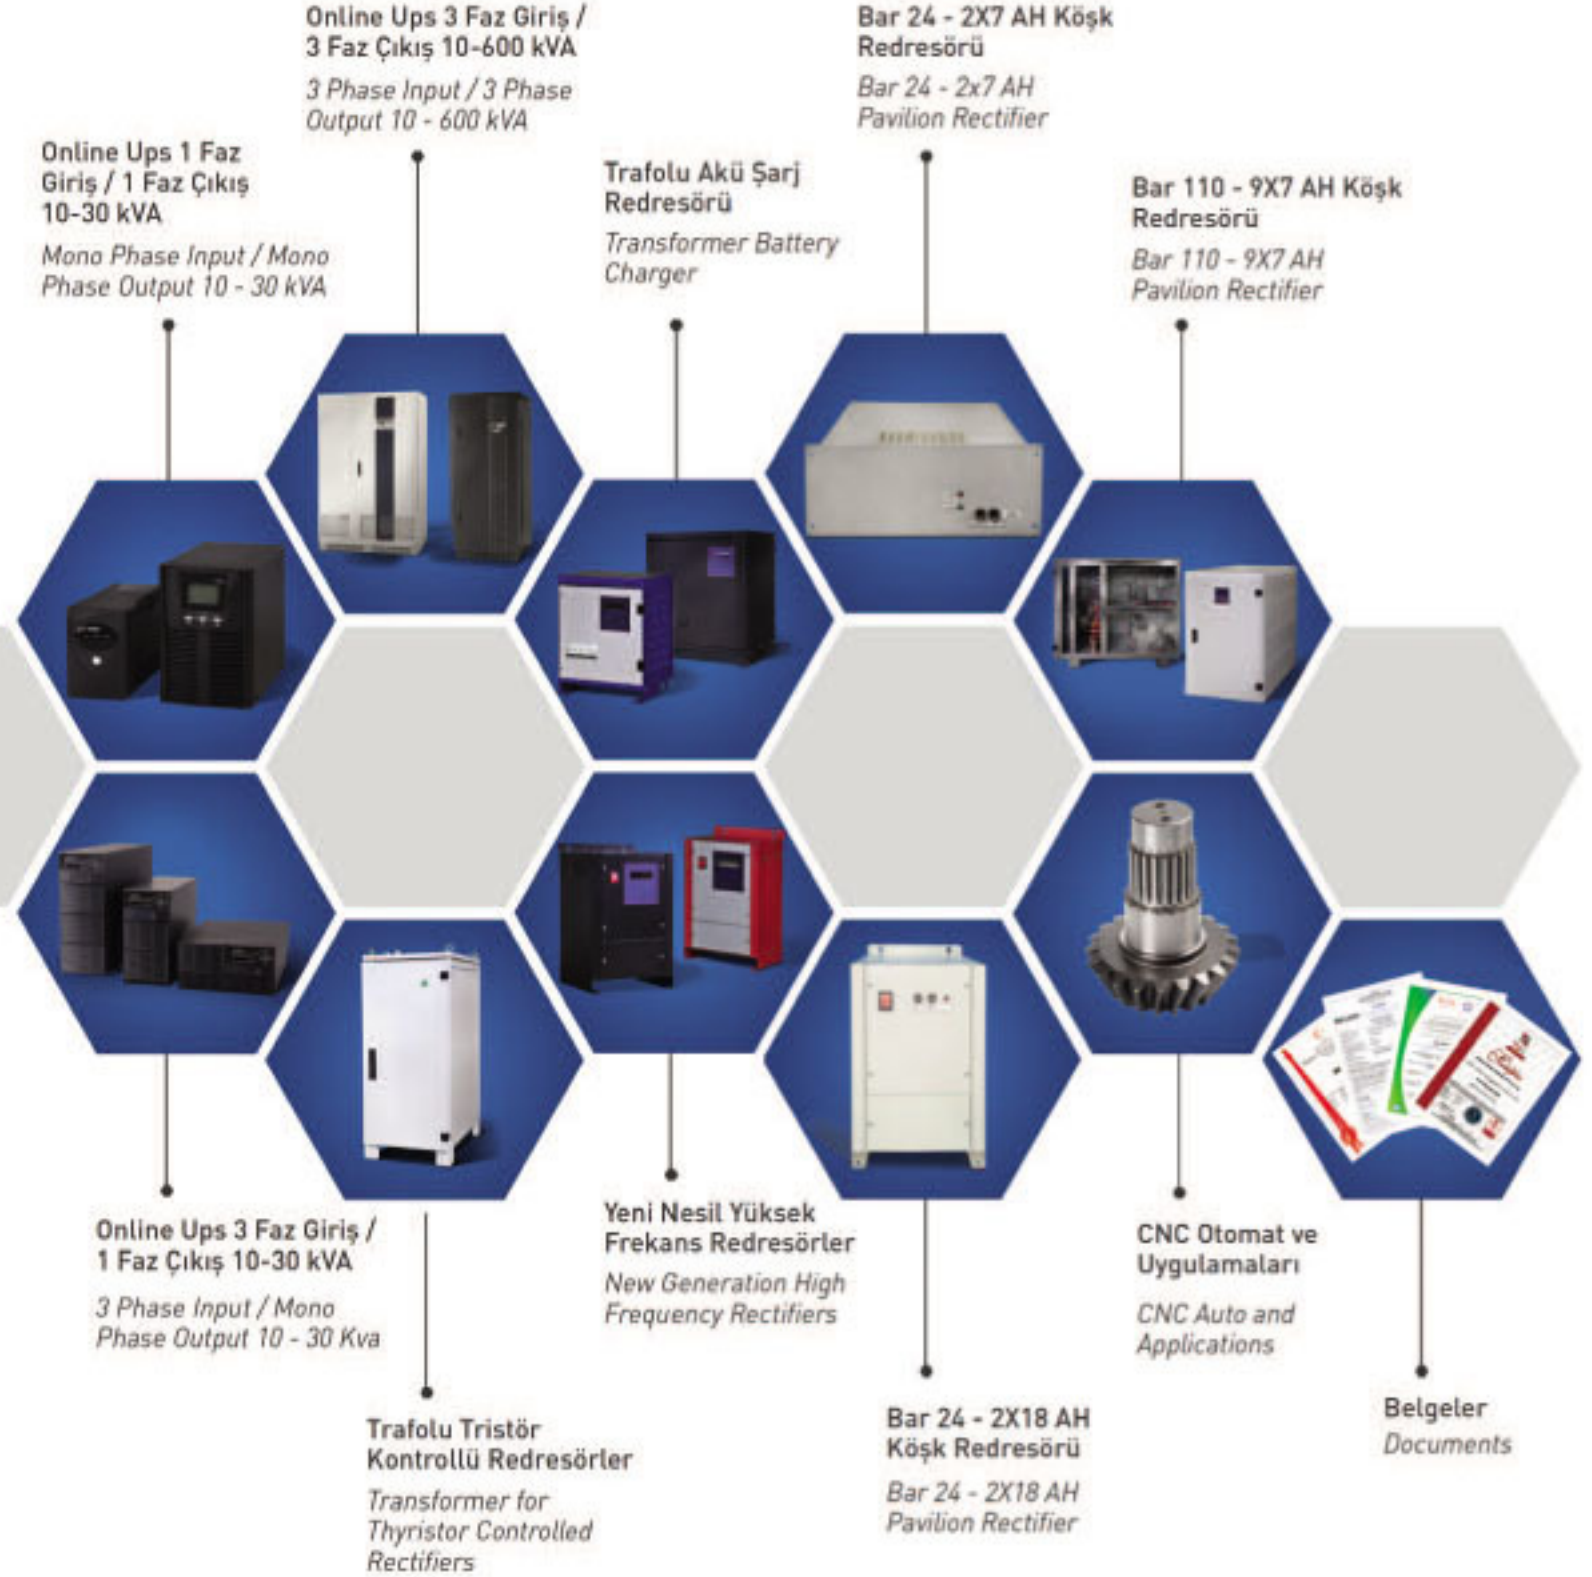 Online Ups 3 Faz Giriş /
3 Faz Çıkış 10-600 kVA
3 Phase Input / 3 Phase
Output 10 - 600 kVA
Bar 24 - 2X7 AH Köşk
Redresörü
Bar 24 - 2x7 AH
Pavilion Rectifier
Online Ups 1 Faz
Giriş / 1 Faz Çıkış
10-30 kVA
Mono Phase Input / Mono
Phase Output 10 - 30 kVA
Trafolu Akü Şarj
Redresörü
Transformer Battery
Charger
Bar 110 - 9X7 AH Köşk
Redresörü
Bar 110 - 9X7 AH
Pavilion Rectifier
Online Ups 3 Faz Giriş /
1 Faz Çıkış 10-30 kVA
3 Phase Input / Mono
Phase Output 10 - 30 Kva
Trafolu Tristör
Kontrollü Redresörler
Transformer for
Thyristor Controlled
Rectifiers
Yeni Nesil Yüksek
Frekans Redresörler
New Generation High
Frequency Rectifiers
Bar 24 - 2X18 AH
Köşk Redresörü
Bar 24 - 2X18 AH
Pavilion Rectifier
CNC Otomat ve
Uygulamaları
CNC Auto and
Applications
Belgeler
Documents